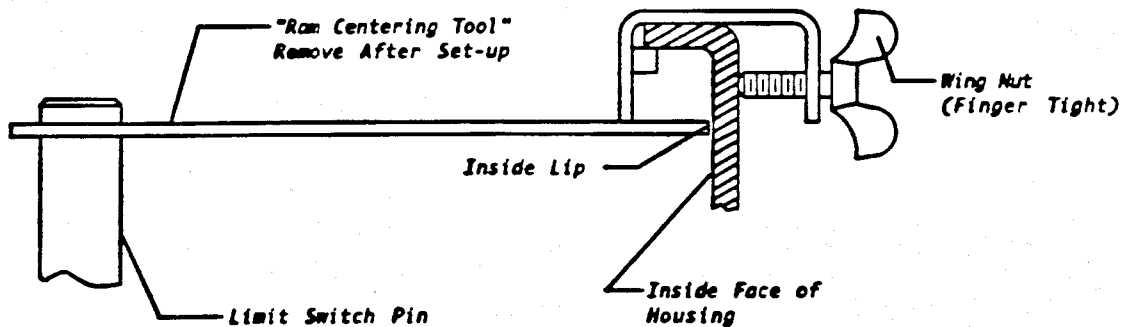 "Ram Centering Tool"
Remove After Set-up
Wing Nut
(Finger Tight)
Inside Lip
Inside Face of
Housing
Limit Switch Pin